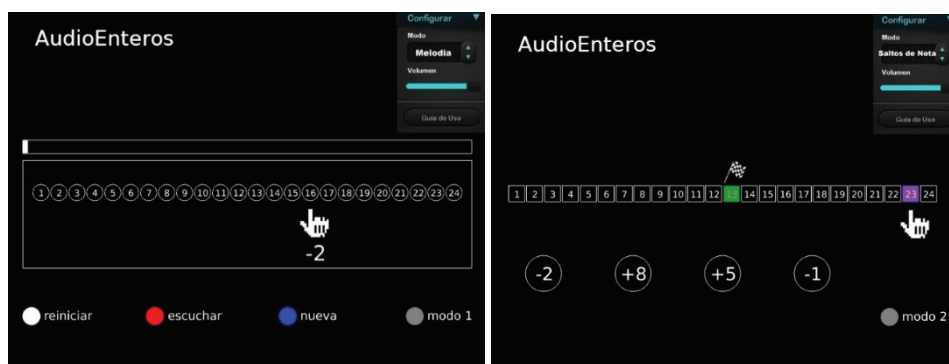 AudioEnteros
Configurar
Modo
Melodia
Volumen
Guia de Uso
1 2 3 4 5 6 7 8 9 10 11 12 13 14 15 16 17 18 19 20 21 22 23 24
-2
reiniciar escuchar nueva modo 1
AudioEnteros
Configurar
Modo
Saltos de Nota
Volumen
Guia de Uso
1 2 3 4 5 6 7 8 9 10 11 12 13 14 15 16 17 18 19 20 21 22 23 24
-2 +8 +5 -1
modo 2